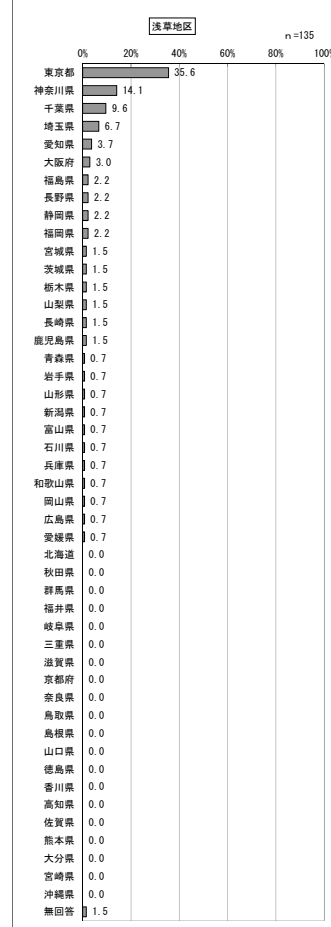 浅草地区
n=135
0% 20% 40% 60% 80% 100%
東京都 35.6
神奈川県 14.1
千葉県 9.6
埼玉県 6.7
愛知県 3.7
大阪府 3.0
福島県 2.2
長野県 2.2
静岡県 2.2
福岡県 2.2
宮城県 1.5
茨城県 1.5
栃木県 1.5
山梨県 1.5
長崎県 1.5
鹿児島県 1.5
青森県 0.7
岩手県 0.7
山形県 0.7
新潟県 0.7
富山県 0.7
石川県 0.7
兵庫県 0.7
和歌山県 0.7
岡山県 0.7
広島県 0.7
愛媛県 0.7
北海道 0.0
秋田県 0.0
群馬県 0.0
福井県 0.0
岐阜県 0.0
三重県 0.0
滋賀県 0.0
京都府 0.0
奈良県 0.0
鳥取県 0.0
島根県 0.0
山口県 0.0
徳島県 0.0
香川県 0.0
高知県 0.0
佐賀県 0.0
熊本県 0.0
大分県 0.0
宮崎県 0.0
沖縄県 0.0
無回答 1.5